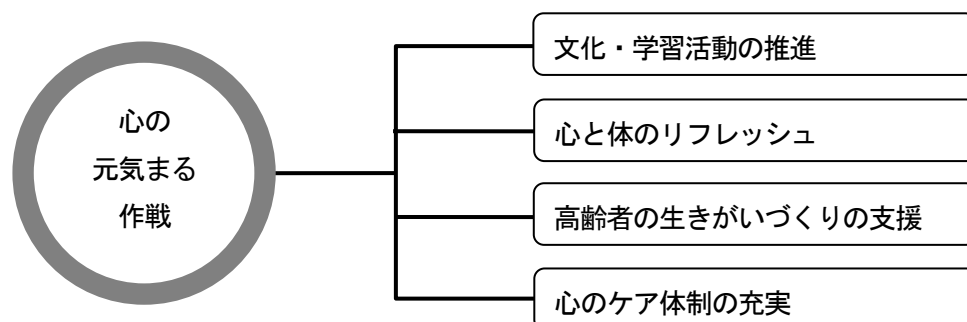 心の
元気まる
作戦
文化・学習活動の推進
心と体のリフレッシュ
高齢者の生きがいづくりの支援
心のケア体制の充実